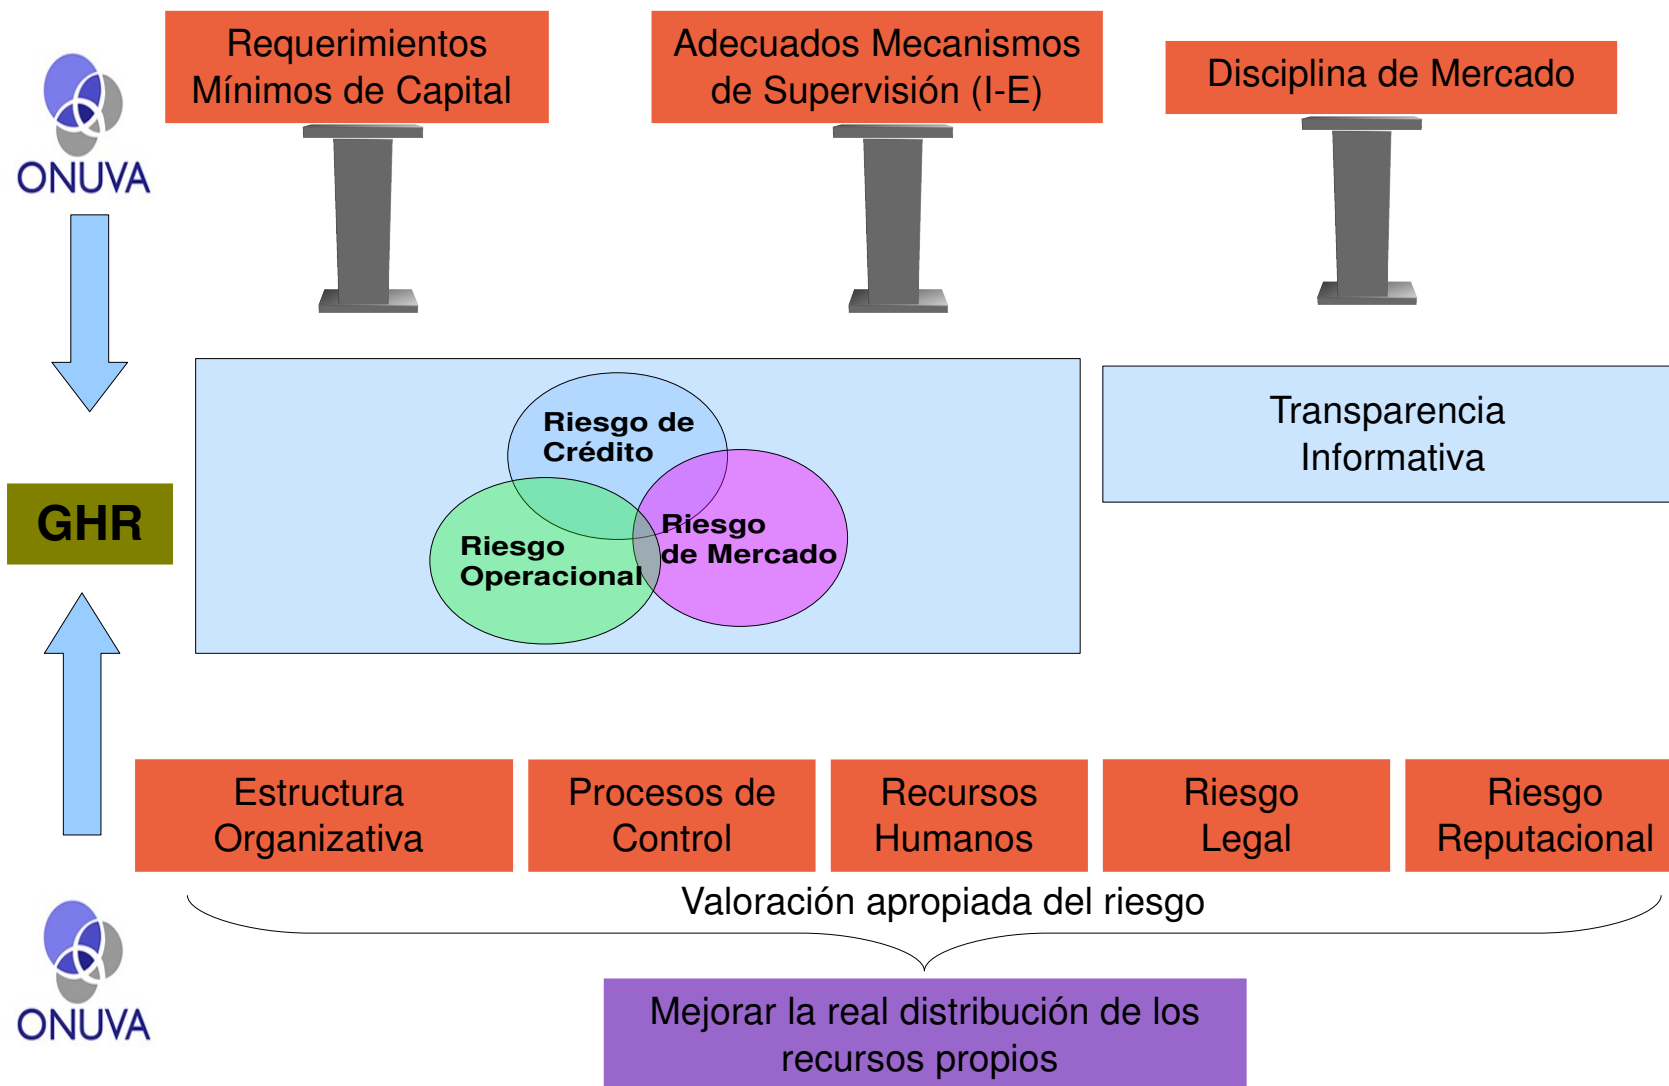 Requerimientos
Mínimos de Capital
Adecuados Mecanismos
de Supervisión (I-E)
Disciplina de Mercado
ONUVA
Riesgo de
Crédito
Riesgo
de Mercado
Riesgo
Operacional
Transparencia
Informativa
GHR
Estructura
Organizativa
Procesos de
Control
Recursos
Humanos
Riesgo
Legal
Riesgo
Reputacional
Valoración apropiada del riesgo
ONUVA
Mejorar la real distribución de los
recursos propios